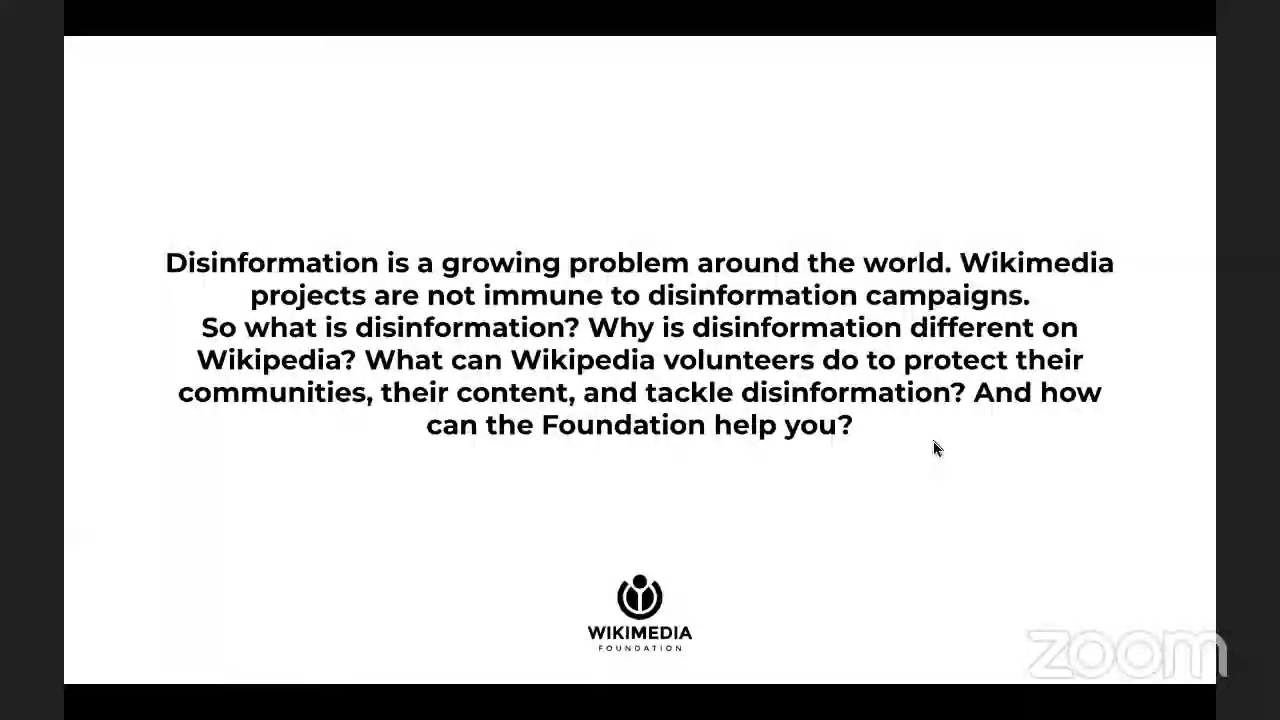 Disinformation is a growing problem around the world. Wikimedia
projects are not immune to disinformation campaigns.
So what is disinformation? Why is disinformation different on
Wikipedia? What can Wikipedia volunteers do to protect their
communities, their content, and tackle disinformation? And how
can the Foundation help you?
WIKIMEDIA
FOUNDATION
zoom